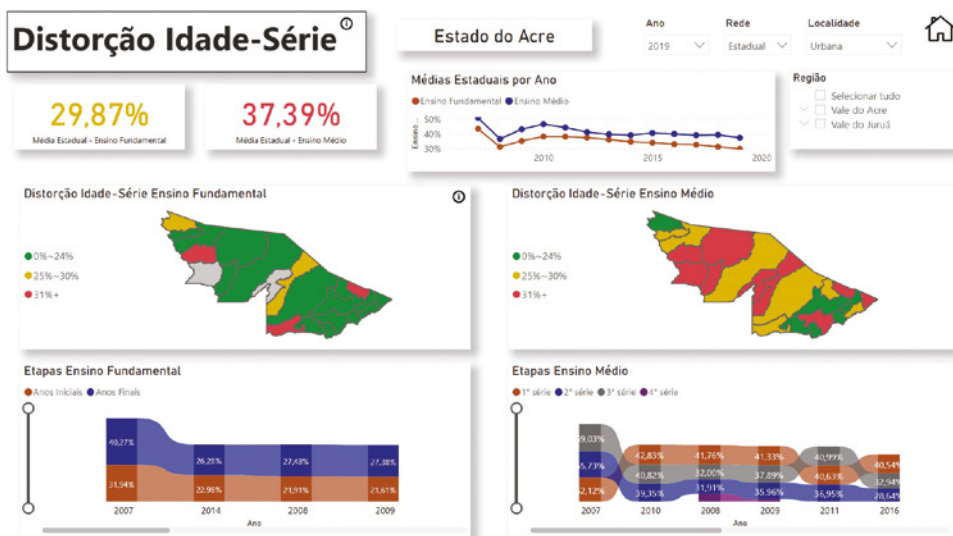 Distorção Idade-Série
Estado do Acre
Ano
Rede
Localidade
2019
Estadual
Urbana
29,87%
Média Estadual - Ensino Fundamental
37,39%
Média Estadual - Ensino Médio
Médias Estaduais por Ano
Ensino Fundamental
Ensino Médio
Ensino ...
50%
40%
30%
2010
2015
2020
Região
Selecionar tudo
Vale do Acre
Vale do Juruá
Distorção Idade-Série Ensino Fundamental
0%~24%
25%~30%
31%+
Distorção Idade-Série Ensino Médio
0%~24%
25%~30%
31%+
Etapas Ensino Fundamental
Anos Iniciais
Anos Finais
40,27%
26,28%
27,48%
27,38%
31,94%
22,98%
21,91%
21,61%
2007
2014
2008
2009
Ano
Etapas Ensino Médio
1ª série
2ª série
3ª série
4ª série
42,83%
41,76%
41,33%
40,99%
40,54%
40,82%
32,00%
37,89%
40,63%
32,94%
39,35%
31,91%
35,96%
36,95%
28,64%
2007
2010
2008
2009
2011
2016
Ano